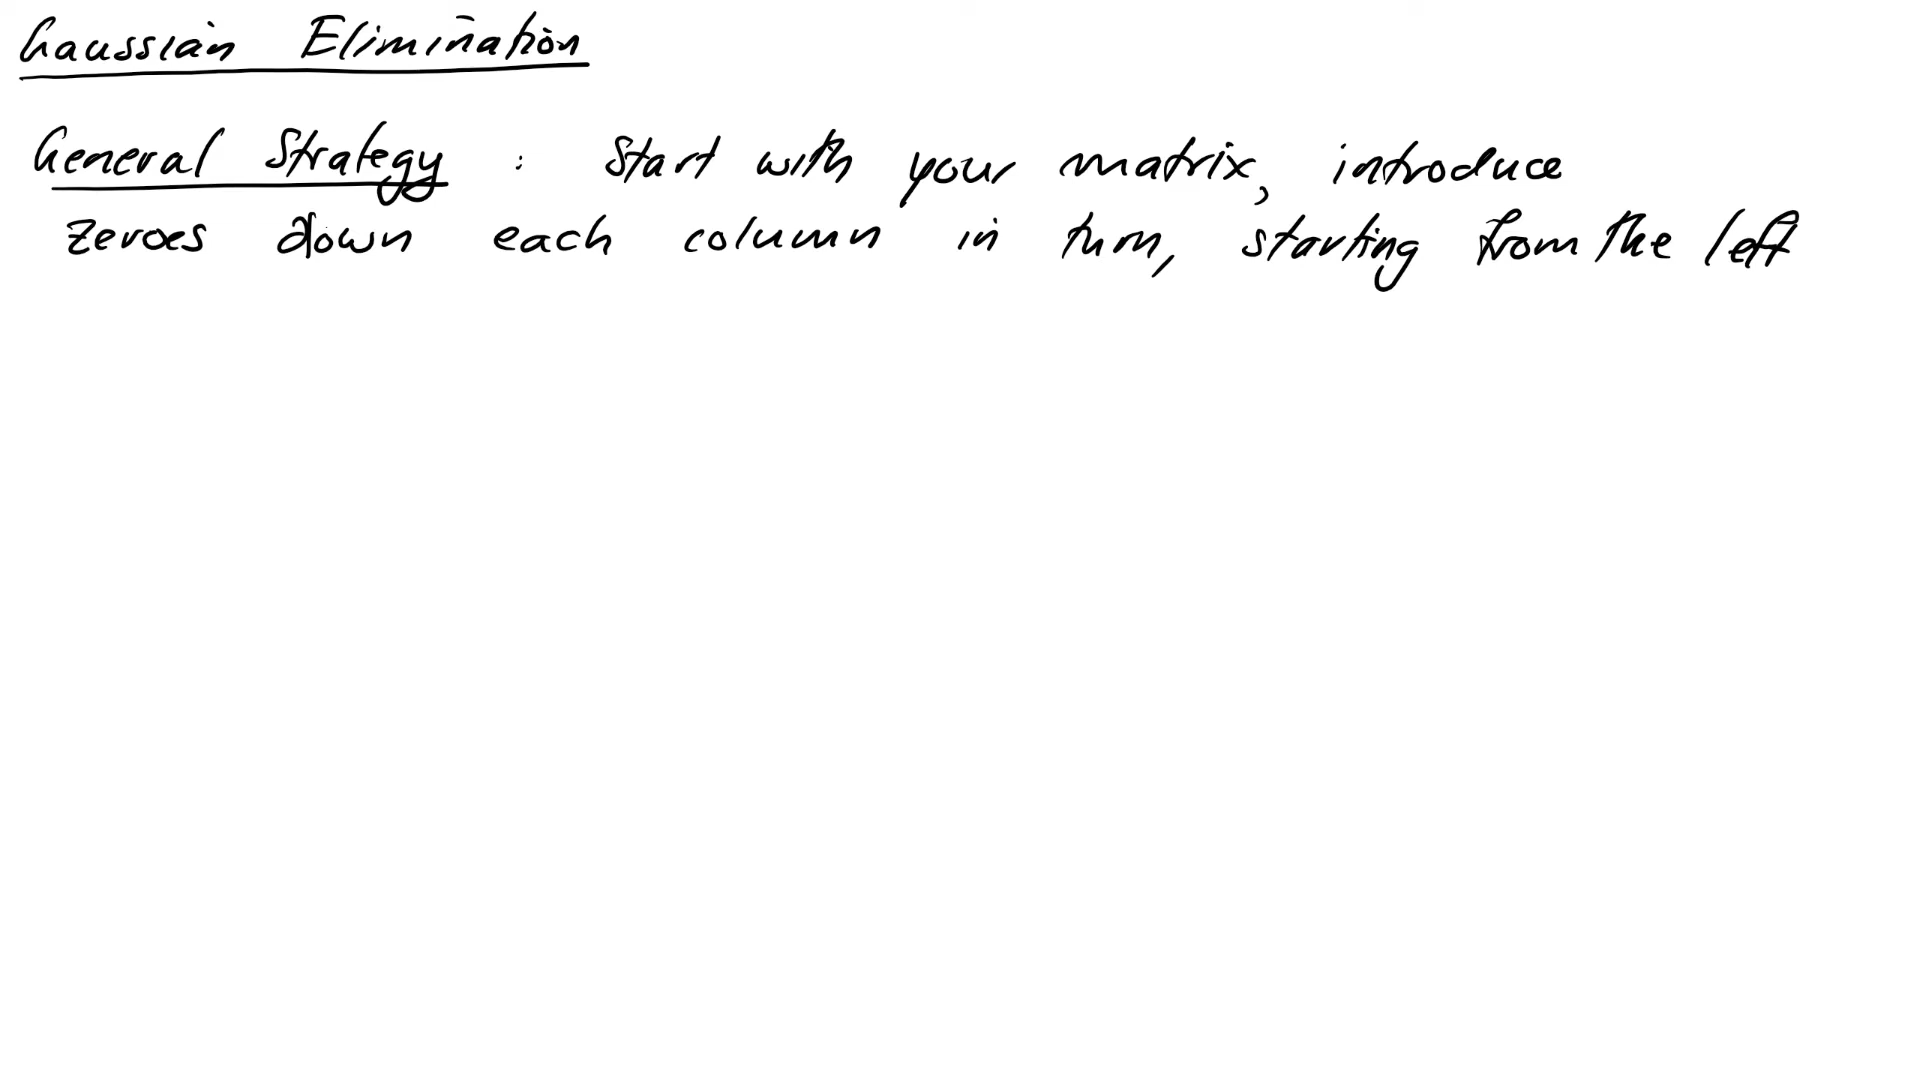 Gaussian Elimination
General Strategy : Start with your matrix, introduce
zeroes down each column in turn, starting from the left